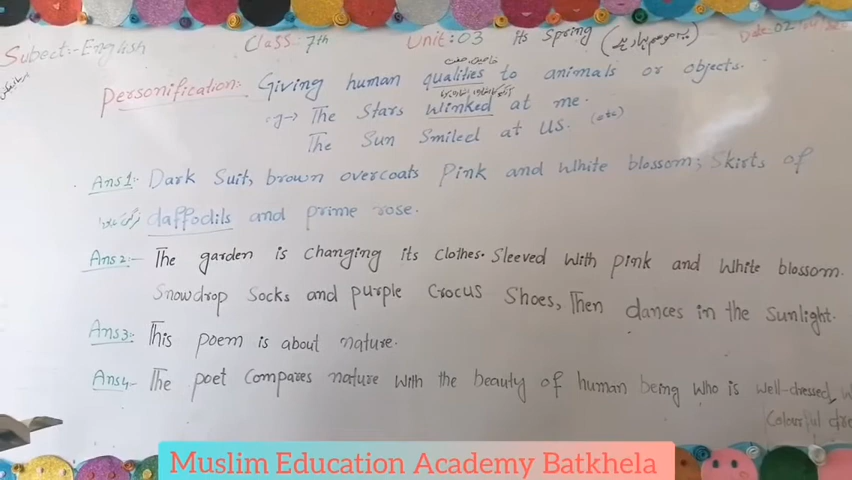 Subect:- English Class 7th Unit: 03 Its Spring Date 02
Personification:- Giving human qualities to animals or objects.
The Stars winked at me.
The Sun Smiled at US. (etc)
Ans1:- Dark Suit, brown overcoats Pink and White blossom; Skirts of
daffodils and prime rose.
Ans2:- The garden is changing its clothes. Sleeved with pink and white blossom.
Snowdrop Socks and purple Crocus Shoes, Then dances in the sunlight.
Ans3:- This poem is about nature.
Ans4- The poet compares nature with the beauty of human being who is well-dressed,
Colourful
Muslim Education Academy Batkhela